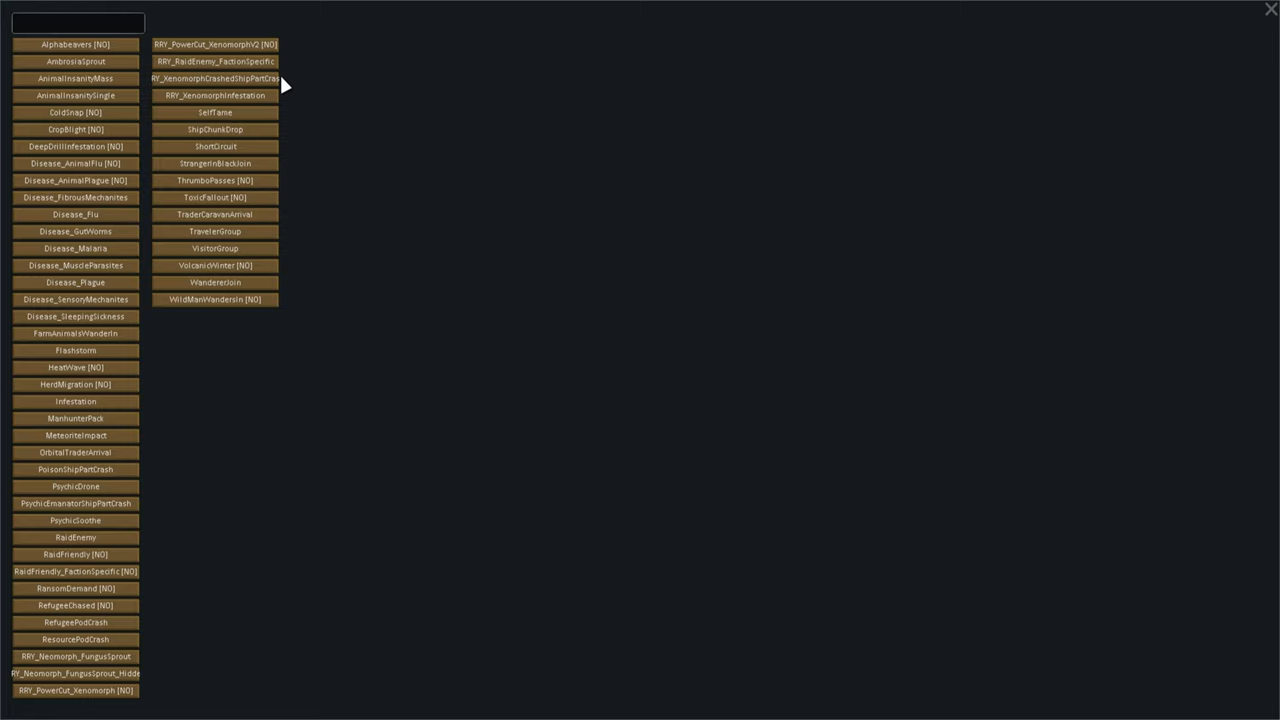 Alphabeavers [NO]
AmbrosiaSprout
AnimalInsanityMass
AnimalInsanitySingle
ColdSnap [NO]
CropBlight [NO]
DeepDrillInfestation [NO]
Disease_AnimalFlu [NO]
Disease_AnimalPlague [NO]
Disease_FibrousMechanites
Disease_Flu
Disease_GutWorms
Disease_Malaria
Disease_MuscleParasites
Disease_Plague
Disease_SensoryMechanites
Disease_SleepingSickness
FarmAnimalsWanderIn
Flashstorm
HeatWave [NO]
HerdMigration [NO]
Infestation
ManhunterPack
MeteoriteImpact
OrbitalTraderArrival
PoisonShipPartCrash
PsychicDrone
PsychicEmanatorShipPartCrash
PsychicSoothe
RaidEnemy
RaidFriendly [NO]
RaidFriendly_FactionSpecific [NO]
RansomDemand [NO]
RefugeeChased [NO]
RefugeePodCrash
ResourcePodCrash
RRY_Neomorph_FungusSprout
RY_Neomorph_FungusSprout_Hidde
RRY_PowerCut_Xenomorph [NO]
RRY_PowerCut_XenomorphV2 [NO]
RRY_RaidEnemy_FactionSpecific
RY_XenomorphCrashedShipPartCras
RRY_XenomorphInfestation
SelfTame
ShipChunkDrop
ShortCircuit
StrangerInBlackJoin
ThrumboPasses [NO]
ToxicFallout [NO]
TraderCaravanArrival
TravelerGroup
VisitorGroup
VolcanicWinter [NO]
WandererJoin
WildManWandersIn [NO]